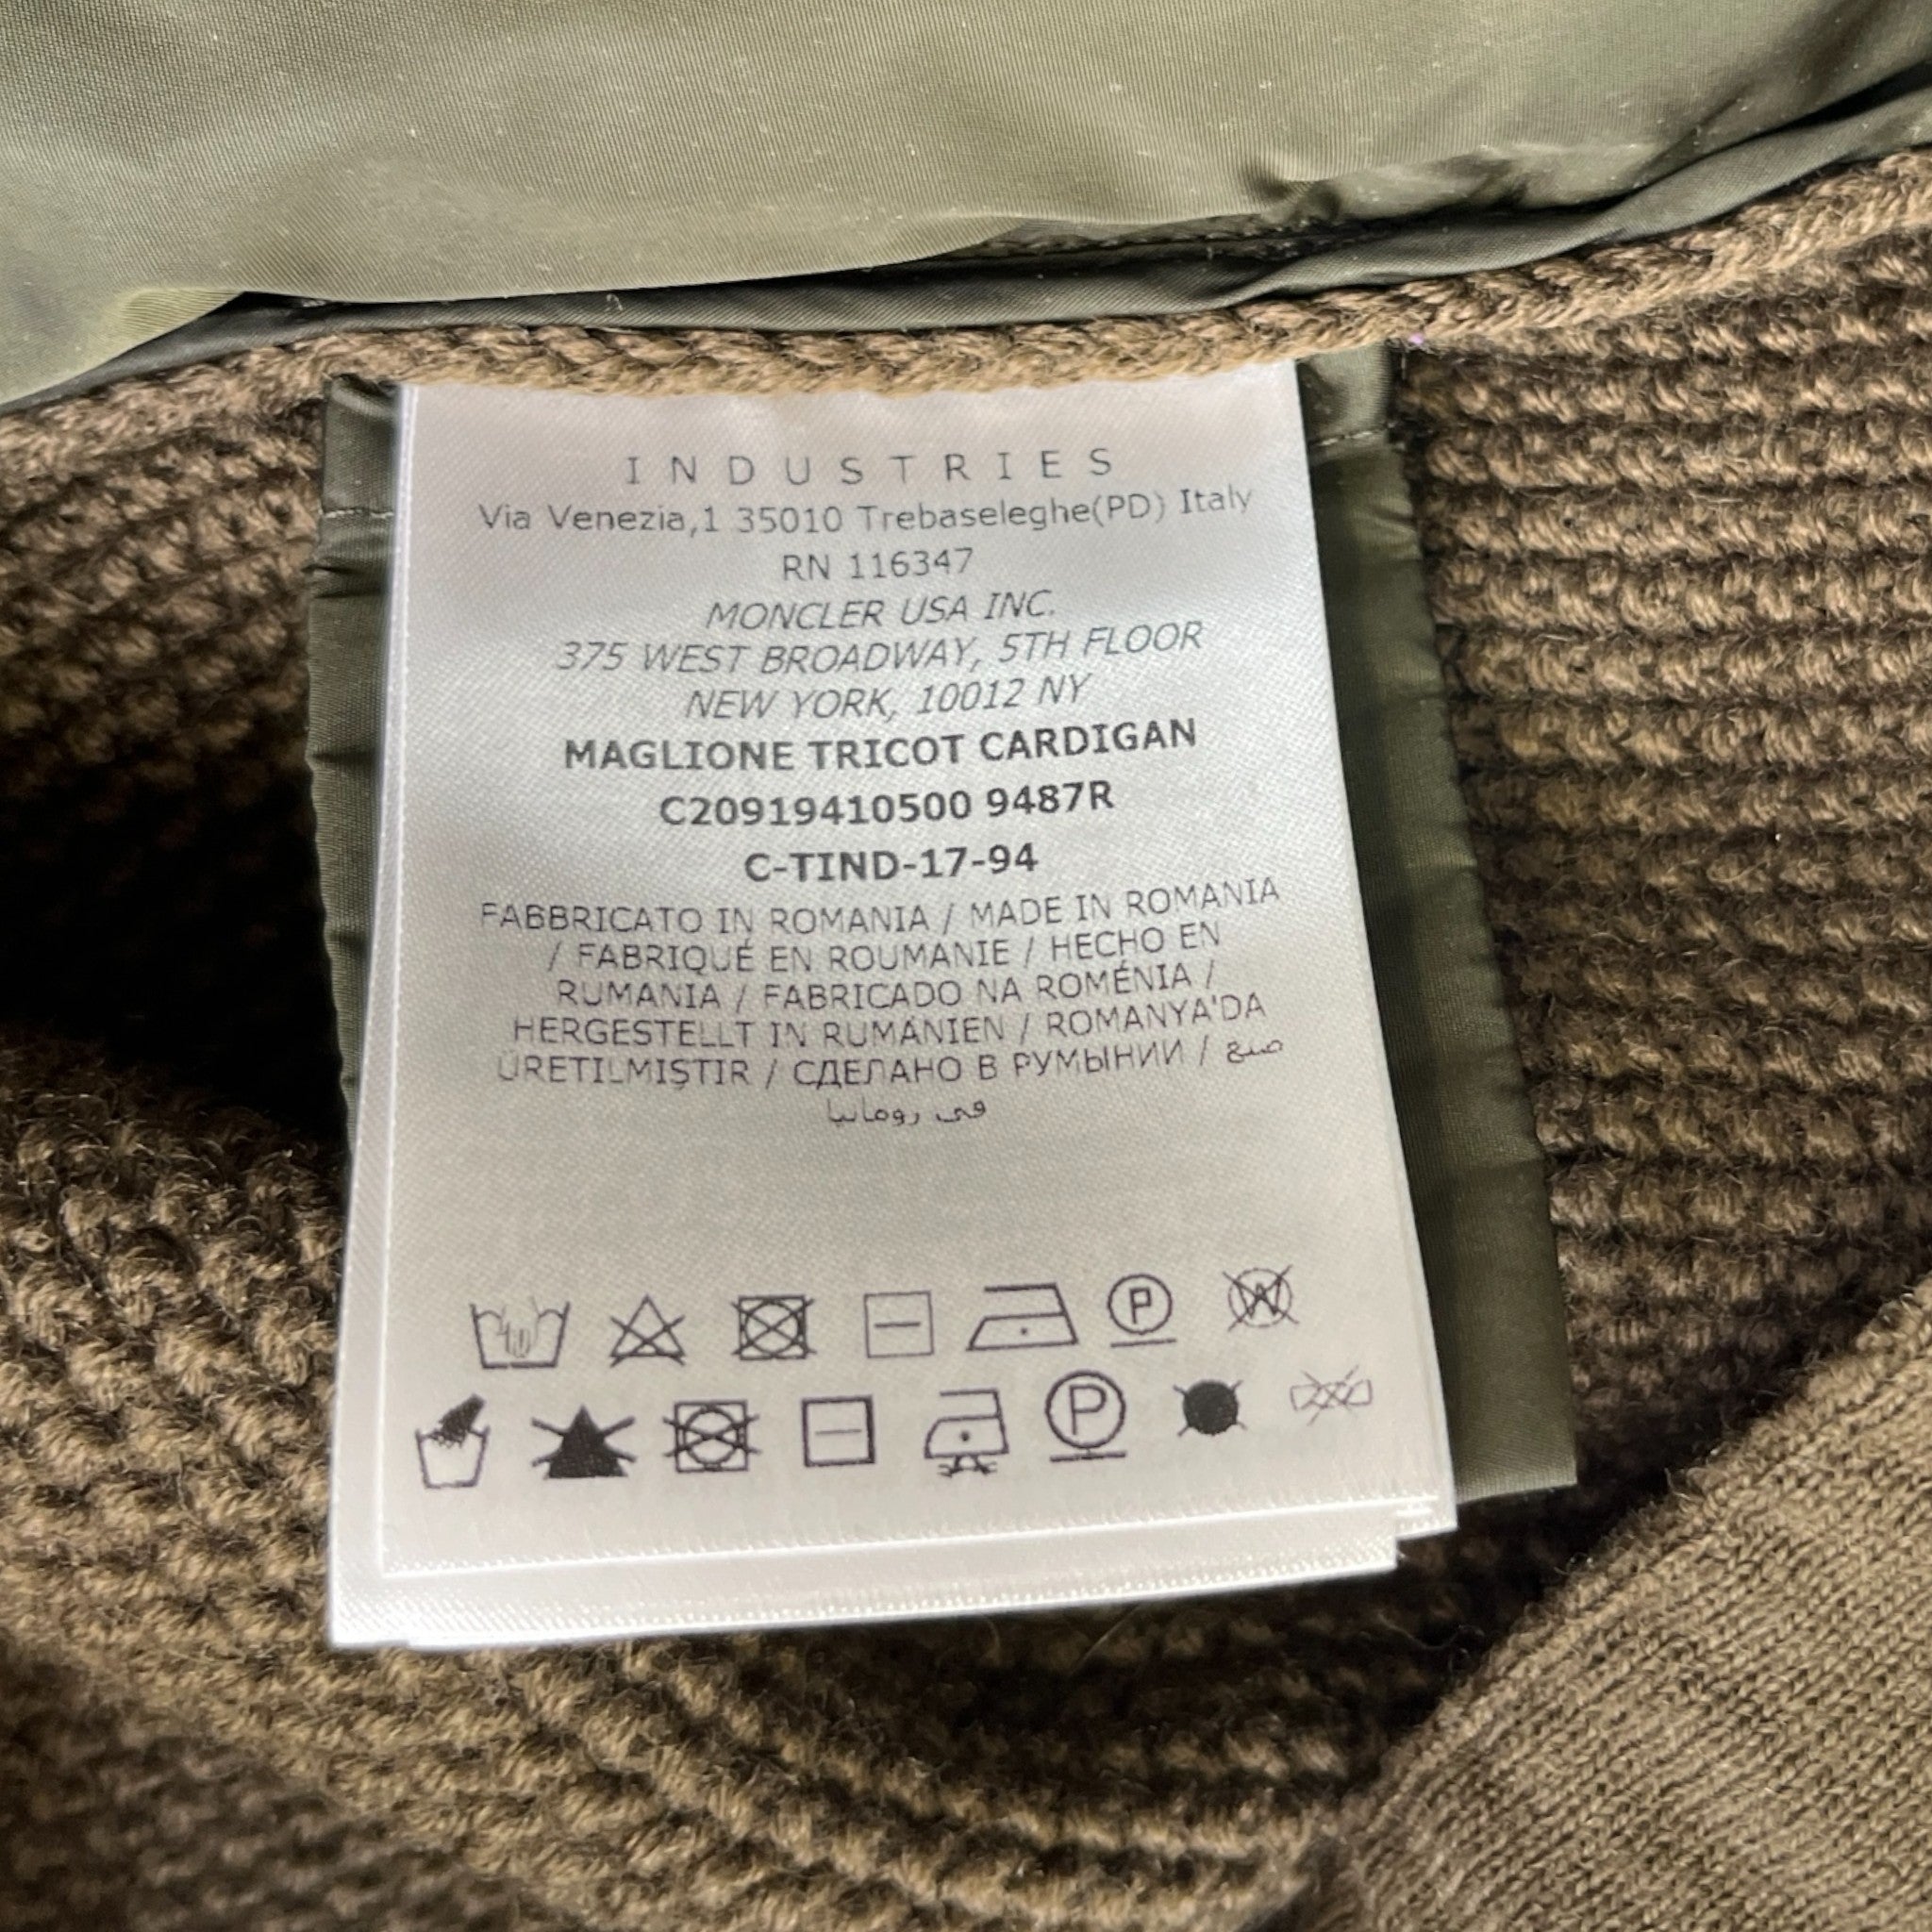 INDUSTRIES
Via Venezia,1 35010 Trebaseleghe(PD) Italy
RN 116347
MONCLER USA INC.
375 WEST BROADWAY, 5TH FLOOR
NEW YORK, 10012 NY
MAGLIONE TRICOT CARDIGAN
C20919410500 9487R
C-TIND-17-94
FABBRICATO IN ROMANIA / MADE IN ROMANIA
/ FABRIQUÉ EN ROUMANIE / HECHO EN
RUMANIA / FABRICADO NA ROMÉNIA /
HERGESTELLT IN RUMÄNIEN / ROMANYA'DA
ÜRETILMIŞTIR / СДЕЛАНО В РУМЫНИИ / صنع
في رومانيا
P W
P